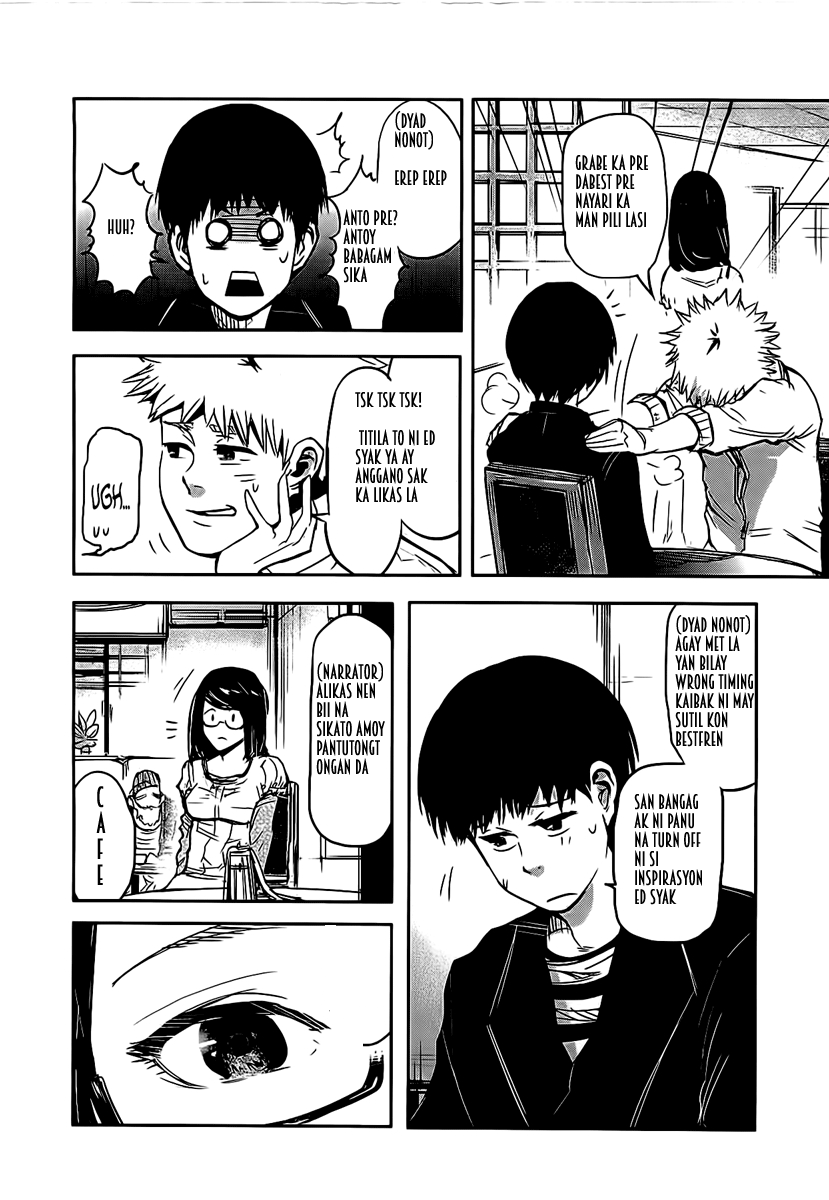 GRABE KA PRE
DABEST PRE
NAYARI KA
MAN PILI LASI
(DYAD
NONOT)
EREP EREP
ANTO PRE?
ANTOY
BABAGAM
SIKA
HUH?
TSK TSK TSK!
TITILA TO NI ED
SYAK YA AY
ANGGANO SAK
KA LIKAS LA
UGH...
(DYAD NONOT)
AGAY MET LA
YAN BILAY
WRONG TIMING
KAIBAK NI MAY
SUTIL KON
BESTFREN
SAN BANGAG
AK NI PANU
NA TURN OFF
NI SI
INSPIRASYON
ED SYAK
(NARRATOR)
ALIKAS NEN
BII NA
SIKATO AMOY
PANTUTONGT
ONGAN DA
C
A
F
E